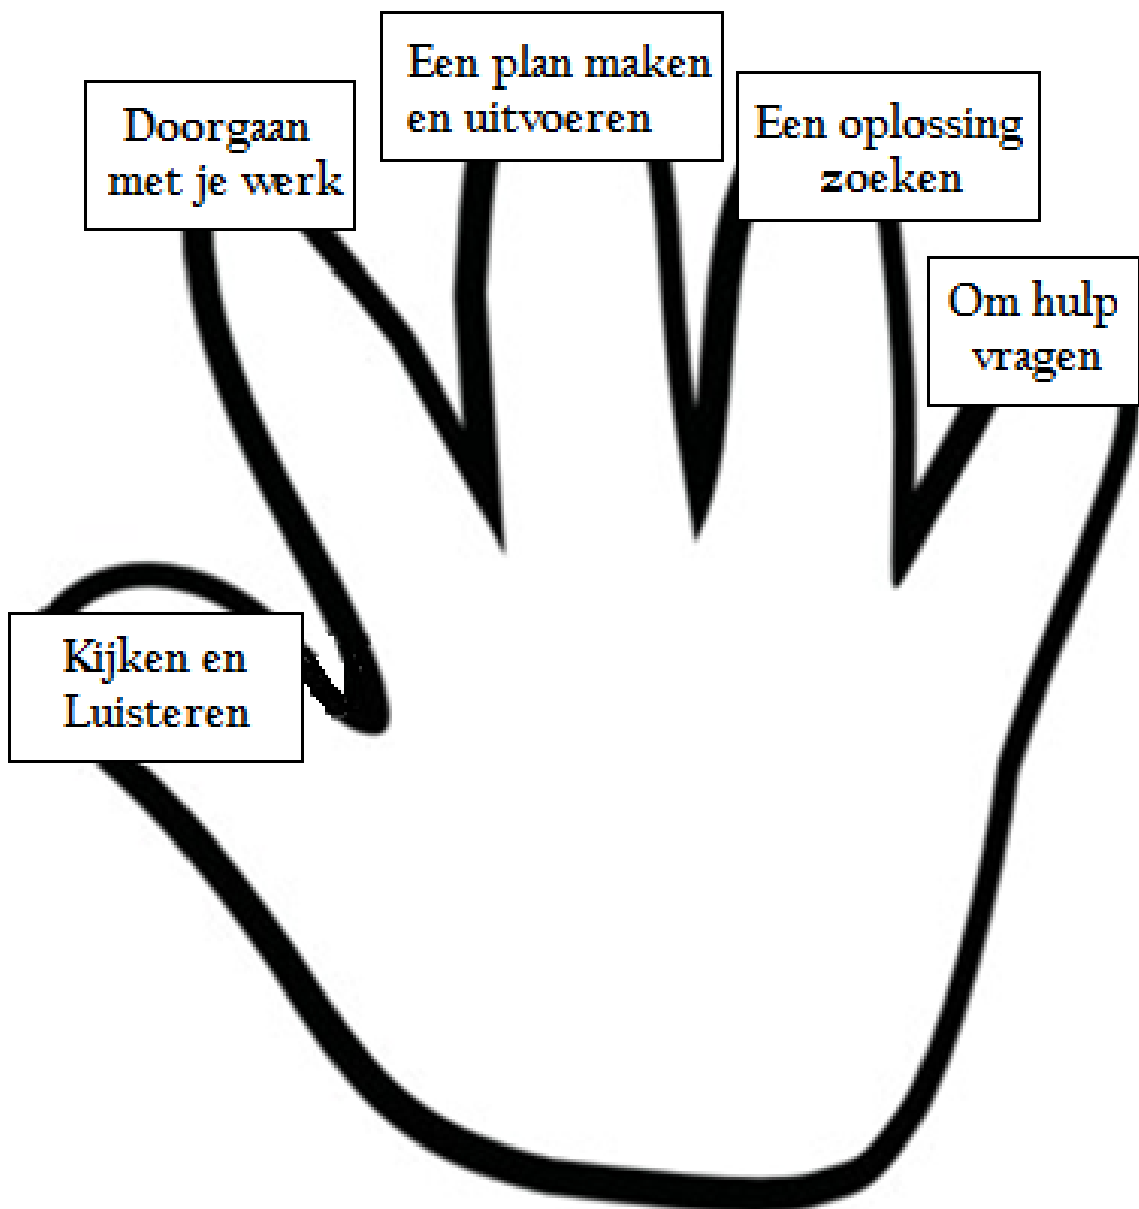 Een plan maken
en uitvoeren
Doorgaan
met je werk
Een oplossing
zoeken
Om hulp
vragen
Kijken en
Luisteren